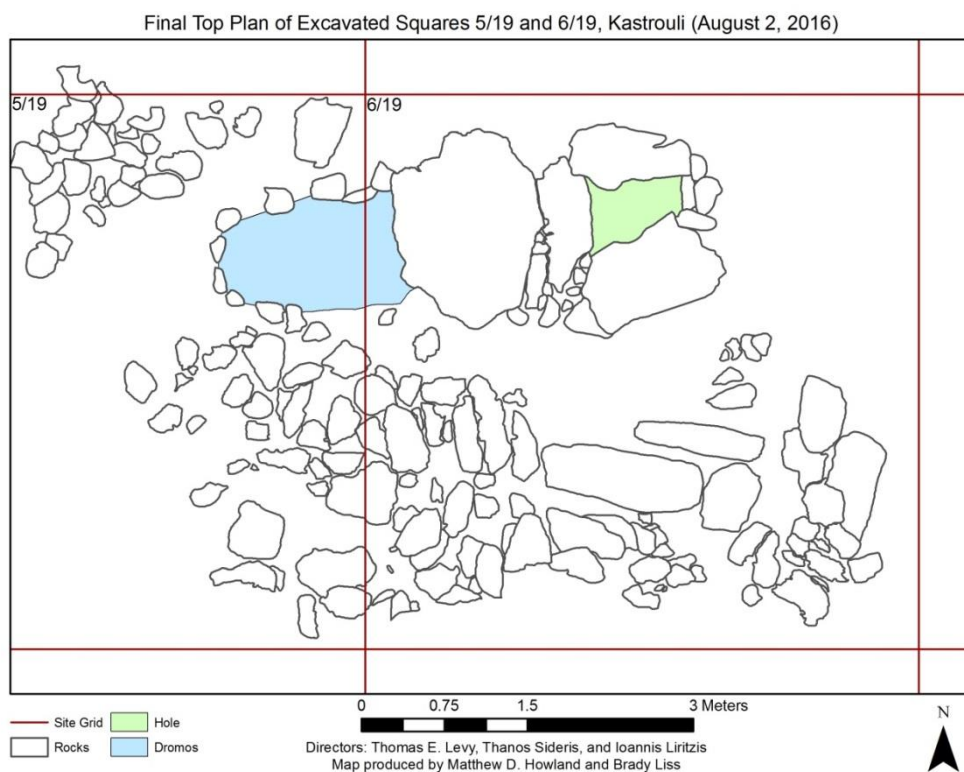 Final Top Plan of Excavated Squares 5/19 and 6/19, Kastrouli (August 2, 2016)
5/19
6/19
Site Grid
Hole
Rocks
Dromos
0 0.75 1.5 3 Meters
Directors: Thomas E. Levy, Thanos Sideris, and Ioannis Liritzis
Map produced by Matthew D. Howland and Brady Liss
N